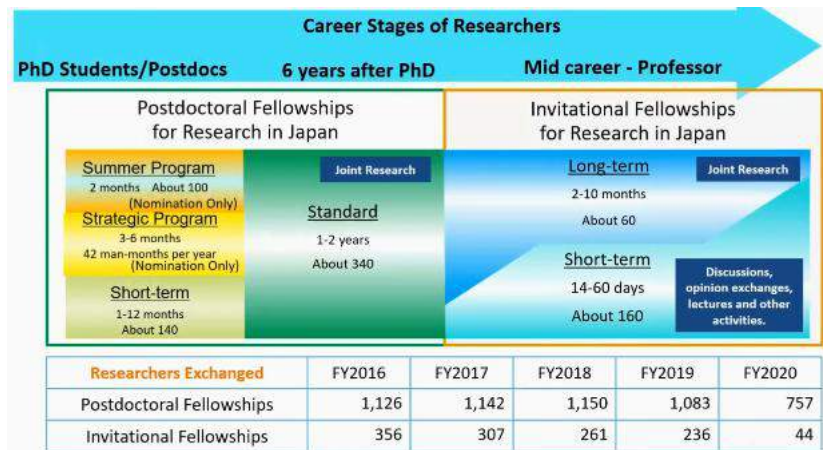 Career Stages of Researchers
PhD Students/Postdocs 6 years after PhD Mid career - Professor
Postdoctoral Fellowships
for Research in Japan
Summer Program
2 months About 100
(Nomination Only)
Strategic Program
3-6 months
42 man-months per year
(Nomination Only)
Short-term
1-12 months
About 140
Joint Research
Standard
1-2 years
About 340
Invitational Fellowships
for Research in Japan
Long-term
2-10 months
About 60
Joint Research
Short-term
14-60 days
About 160
Discussions,
opinion exchanges,
lectures and other
activities.
Researchers Exchanged FY2016 FY2017 FY2018 FY2019 FY2020
Postdoctoral Fellowships 1,126 1,142 1,150 1,083 757
Invitational Fellowships 356 307 261 236 44